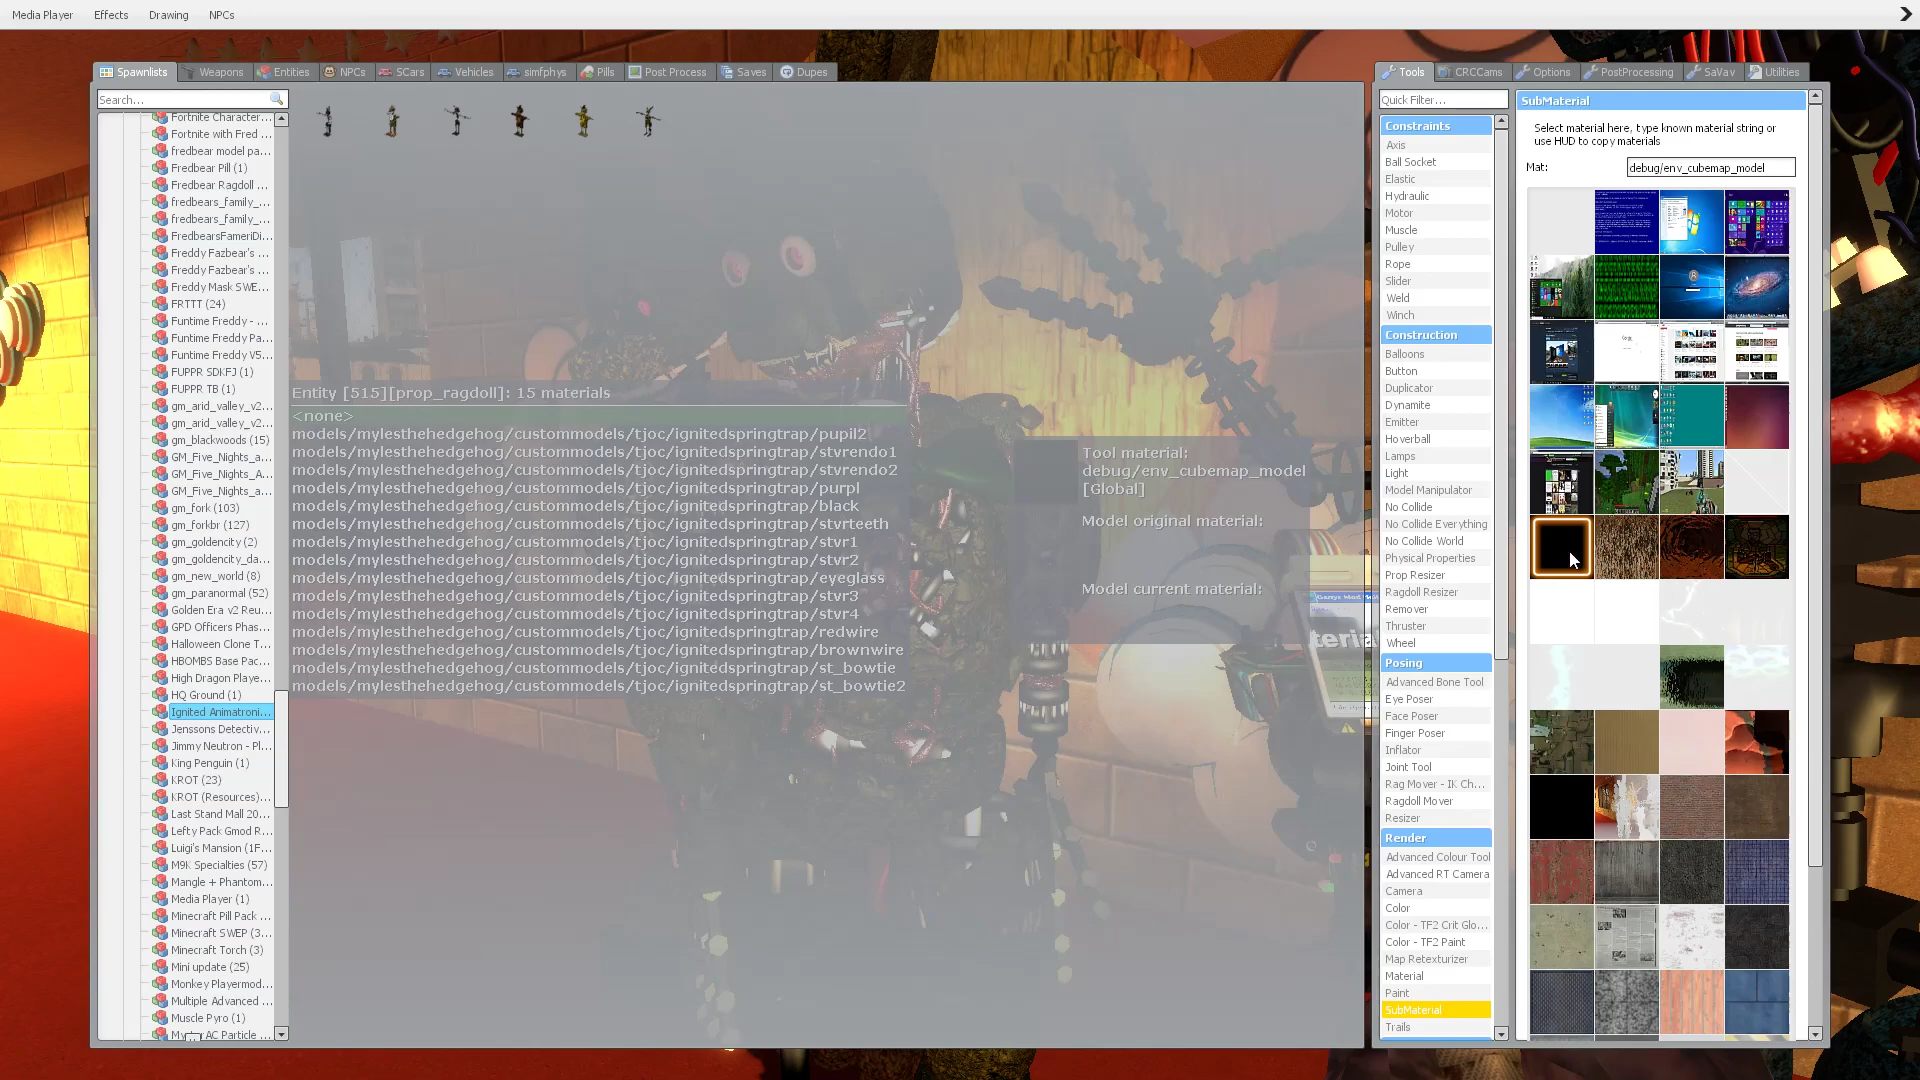 Media Player
Effects
Drawing
NPCs
Spawnlists
Weapons
Entities
NPCs
SCars
Vehicles
simfphys
Pills
Post Process
Saves
Dupes
Search...
Fortnite Character...
Fortnite with Fred ...
fredbear model pa...
Fredbear Pill (1)
Fredbear Ragdoll ...
fredbears_family_...
fredbears_family_...
FredbearsFameriDi...
Freddy Fazbear's ...
Freddy Fazbear's ...
Freddy Mask SWE...
FRTTT (24)
Funtime Freddy - ...
Funtime Freddy Pa...
Funtime Freddy V5...
FUPPR SDKFJ (1)
FUPPR TB (1)
gm_arid_valley_v2...
gm_arid_valley_v2...
gm_blackwoods (15)
GM_Five_Nights_a...
GM_Five_Nights_A...
GM_Five_Nights_a...
gm_fork (103)
gm_forkbr (127)
gm_goldencity (2)
gm_goldencity_da...
gm_new_world (8)
gm_paranormal (52)
Golden Era v2 Reu...
GPD Officers Phas...
Halloween Clone T...
HBOMBS Base Pac...
High Dragon Playe...
HQ Ground (1)
Ignited Animatroni...
Jenssons Detectiv...
Jimmy Neutron - Pl...
King Penguin (1)
KROT (23)
KROT (Resources)...
Last Stand Mall 20...
Lefty Pack Gmod R...
Luigi's Mansion (1F...
M9K Specialties (57)
Mangle + Phantom...
Media Player (1)
Minecraft Pill Pack ...
Minecraft SWEP (3...
Minecraft Torch (3)
Mini update (25)
Monkey Playermod...
Multiple Advanced ...
Muscle Pyro (1)
AC Particle ...
Entity [515][prop_ragdoll]: 15 materials
<none>
models/mylesthehedgehog/custommodels/tjoc/ignitedspringtrap/pupil2
models/mylesthehedgehog/custommodels/tjoc/ignitedspringtrap/stvrendo1
models/mylesthehedgehog/custommodels/tjoc/ignitedspringtrap/stvrendo2
models/mylesthehedgehog/custommodels/tjoc/ignitedspringtrap/purpl
models/mylesthehedgehog/custommodels/tjoc/ignitedspringtrap/black
models/mylesthehedgehog/custommodels/tjoc/ignitedspringtrap/stvrteeth
models/mylesthehedgehog/custommodels/tjoc/ignitedspringtrap/stvr1
models/mylesthehedgehog/custommodels/tjoc/ignitedspringtrap/stvr2
models/mylesthehedgehog/custommodels/tjoc/ignitedspringtrap/eyeglass
models/mylesthehedgehog/custommodels/tjoc/ignitedspringtrap/stvr3
models/mylesthehedgehog/custommodels/tjoc/ignitedspringtrap/stvr4
models/mylesthehedgehog/custommodels/tjoc/ignitedspringtrap/redwire
models/mylesthehedgehog/custommodels/tjoc/ignitedspringtrap/brownwire
models/mylesthehedgehog/custommodels/tjoc/ignitedspringtrap/st_bowtie
models/mylesthehedgehog/custommodels/tjoc/ignitedspringtrap/st_bowtie2
Tool material:
debug/env_cubemap_model
[Global]
Model original material:
Model current material:
Tools
CRCCams
Options
PostProcessing
SaVav
Utilities
Quick Filter...
Constraints
Axis
Ball Socket
Elastic
Hydraulic
Motor
Muscle
Pulley
Rope
Slider
Weld
Winch
Construction
Balloons
Button
Duplicator
Dynamite
Emitter
Hoverball
Lamps
Light
Model Manipulator
No Collide
No Collide Everything
No Collide World
Physical Properties
Prop Resizer
Ragdoll Resizer
Remover
Thruster
Wheel
Posing
Advanced Bone Tool
Eye Poser
Face Poser
Finger Poser
Inflator
Joint Tool
Rag Mover - IK Ch...
Ragdoll Mover
Resizer
Render
Advanced Colour Tool
Advanced RT Camera
Camera
Color
Color - TF2 Crit Glo...
Color - TF2 Paint
Map Retexturizer
Material
Paint
SubMaterial
Trails
SubMaterial
Select material here, type known material string or
use HUD to copy materials
Mat:
debug/env_cubemap_model